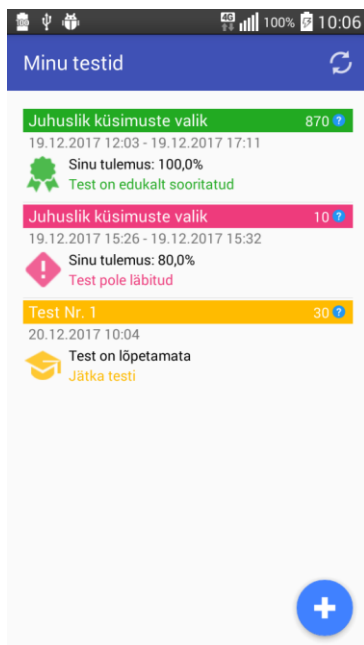 4G 100% 10:06
Minu testid
Juhuslik küsimuste valik 870 ?
19.12.2017 12:03 - 19.12.2017 17:11
Sinu tulemus: 100,0%
Test on edukalt sooritatud
Juhuslik küsimuste valik 10 ?
19.12.2017 15:26 - 19.12.2017 15:32
Sinu tulemus: 80,0%
Test pole läbitud
Test Nr. 1 30 ?
20.12.2017 10:04
Test on lõpetamata
Jätka testi